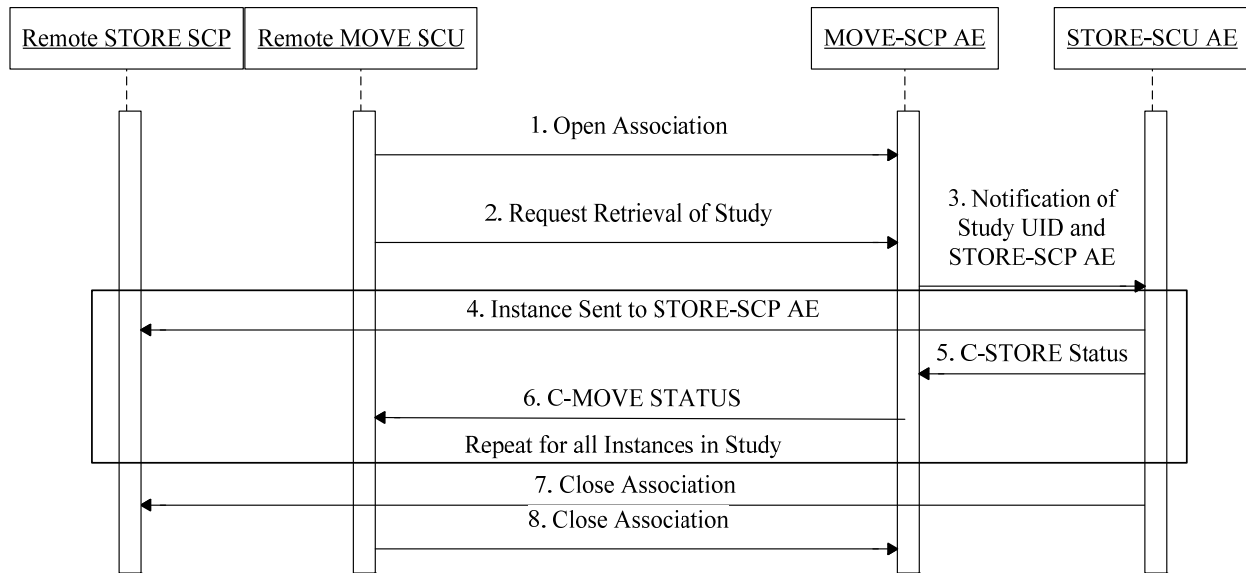 Remote STORE SCP
Remote MOVE SCU
MOVE-SCP AE
STORE-SCU AE
1. Open Association
2. Request Retrieval of Study
3. Notification of
Study UID and
STORE-SCP AE
4. Instance Sent to STORE-SCP AE
5. C-STORE Status
6. C-MOVE STATUS
Repeat for all Instances in Study
7. Close Association
8. Close Association